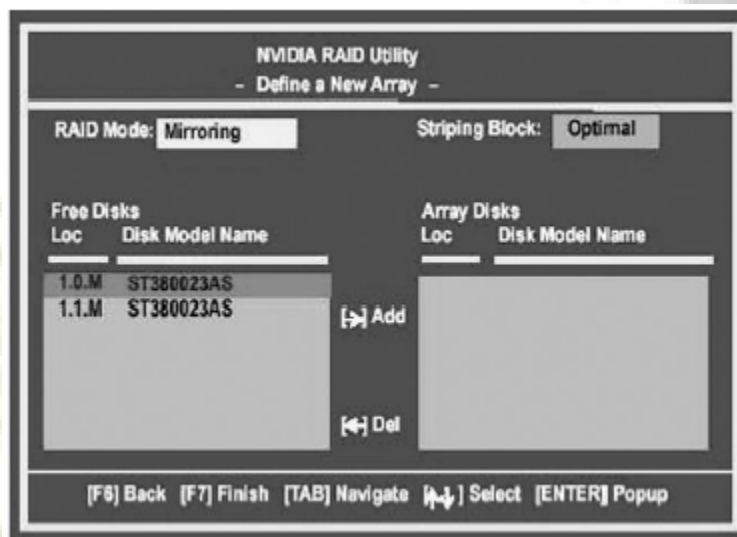 NVIDIA RAID Utility
- Define a New Array -
RAID Mode: Mirroring Striping Block: Optimal
Free Disks Array Disks
Loc Disk Model Name Loc Disk Model Name
1.0.M ST380023AS
1.1.M ST380023AS
[→] Add
[←] Del
[F6] Back [F7] Finish [TAB] Navigate [↑↓] Select [ENTER] Popup